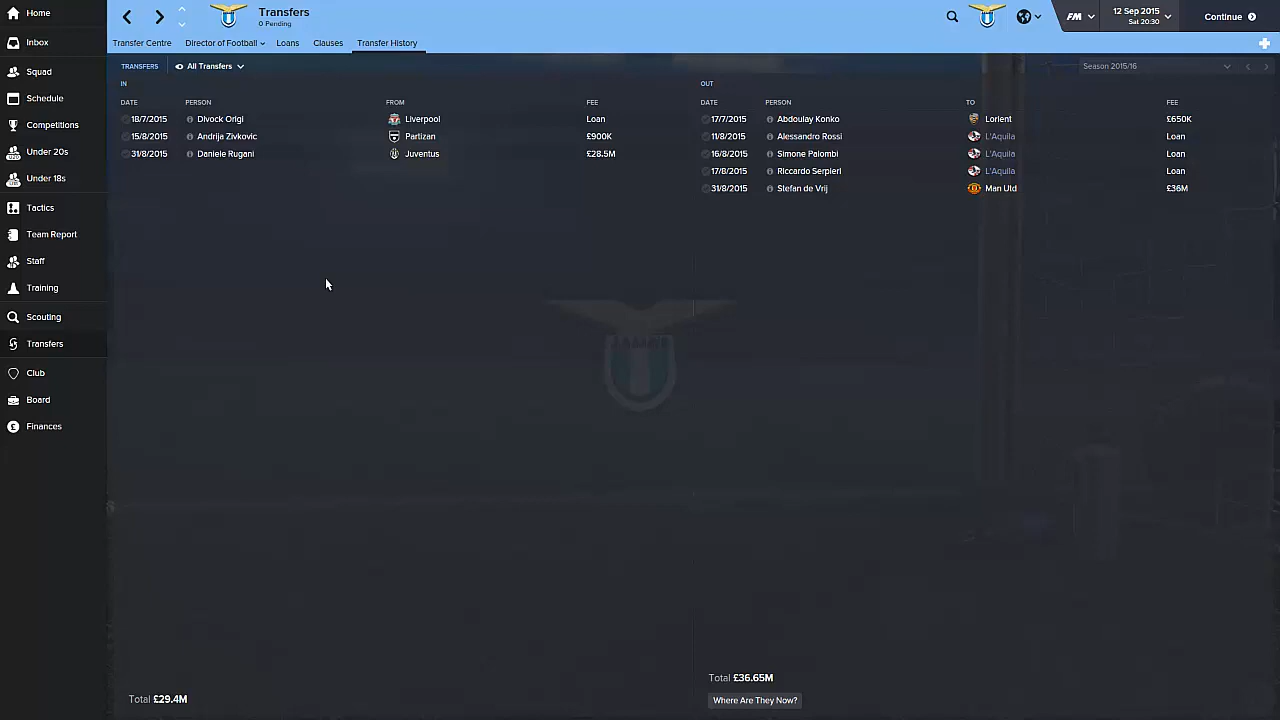 Home
Inbox
Squad
Schedule
Competitions
Under 20s
Under 18s
Tactics
Team Report
Staff
Training
Scouting
Transfers
Club
Board
Finances
Transfers
0 Pending
FM
12 Sep 2015
Sat 20:30
Continue
Transfer Centre Director of Football Loans Clauses Transfer History
TRANSFERS All Transfers Season 2015/16
IN
DATE PERSON FROM FEE
18/7/2015 Divock Origi Liverpool Loan
15/8/2015 Andrija Zivkovic Partizan £900K
31/8/2015 Daniele Rugani Juventus £28.5M
Total £29.4M
OUT
DATE PERSON TO FEE
17/7/2015 Abdoulay Konko Lorient £650K
11/8/2015 Alessandro Rossi L'Aquila Loan
16/8/2015 Simone Palombi L'Aquila Loan
17/8/2015 Riccardo Serpieri L'Aquila Loan
31/8/2015 Stefan de Vrij Man Utd £36M
Total £36.65M
Where Are They Now?